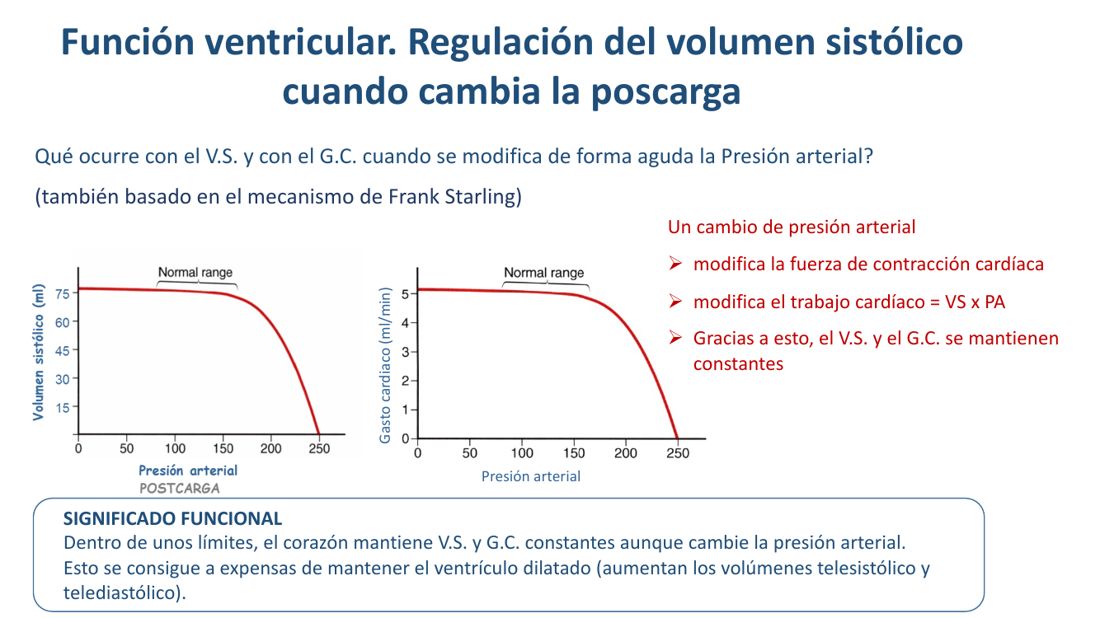 Función ventricular. Regulación del volumen sistólico
cuando cambia la poscarga
Qué ocurre con el V.S. y con el G.C. cuando se modifica de forma aguda la Presión arterial?
(también basado en el mecanismo de Frank Starling)
Un cambio de presión arterial
➢ modifica la fuerza de contracción cardíaca
➢ modifica el trabajo cardíaco = VS x PA
➢ Gracias a esto, el V.S. y el G.C. se mantienen
constantes
Normal range
Volumen sistólico (ml)
75
60
45
30
15
0 50 100 150 200 250
Presión arterial
POSTCARGA
Normal range
Gasto cardiaco (ml/min)
5
4
3
2
1
0
0 50 100 150 200 250
Presión arterial
SIGNIFICADO FUNCIONAL
Dentro de unos límites, el corazón mantiene V.S. y G.C. constantes aunque cambie la presión arterial.
Esto se consigue a expensas de mantener el ventrículo dilatado (aumentan los volúmenes telesistólico y
telediastólico).